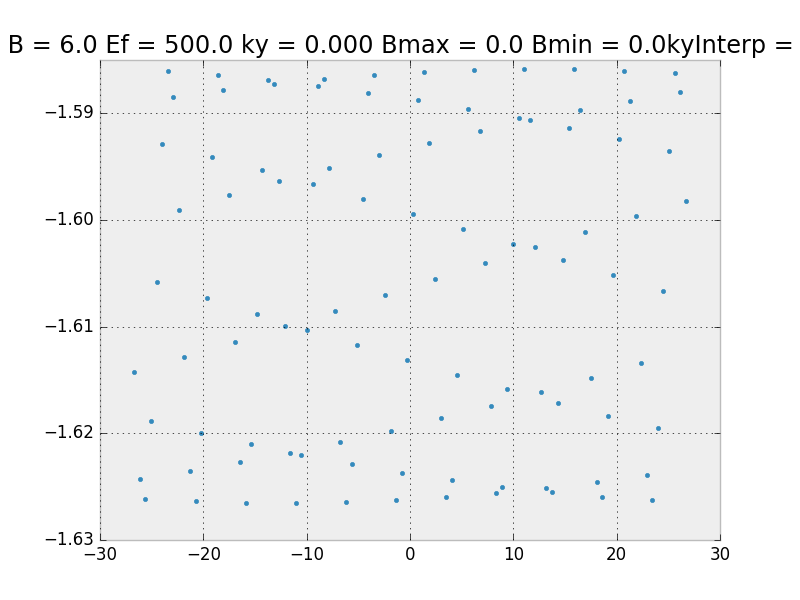 B = 6.0 Ef = 500.0 ky = 0.000 Bmax = 0.0 Bmin = 0.0kyInterp =
−1.59
−1.60
−1.61
−1.62
−1.63
−30 −20 −10 0 10 20 30